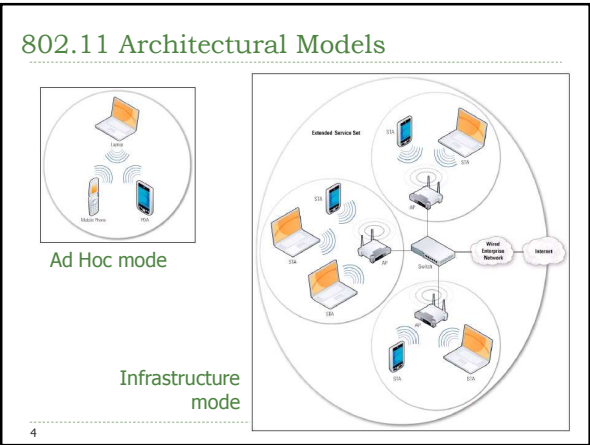 802.11 Architectural Models
Laptop
Mobile Phone
PDA
Ad Hoc mode
Extended Service Set
STA
STA
AP
STA
STA
AP
STA
Switch
Wired
Enterprise
Network
Internet
AP
STA
STA
Infrastructure
mode
4